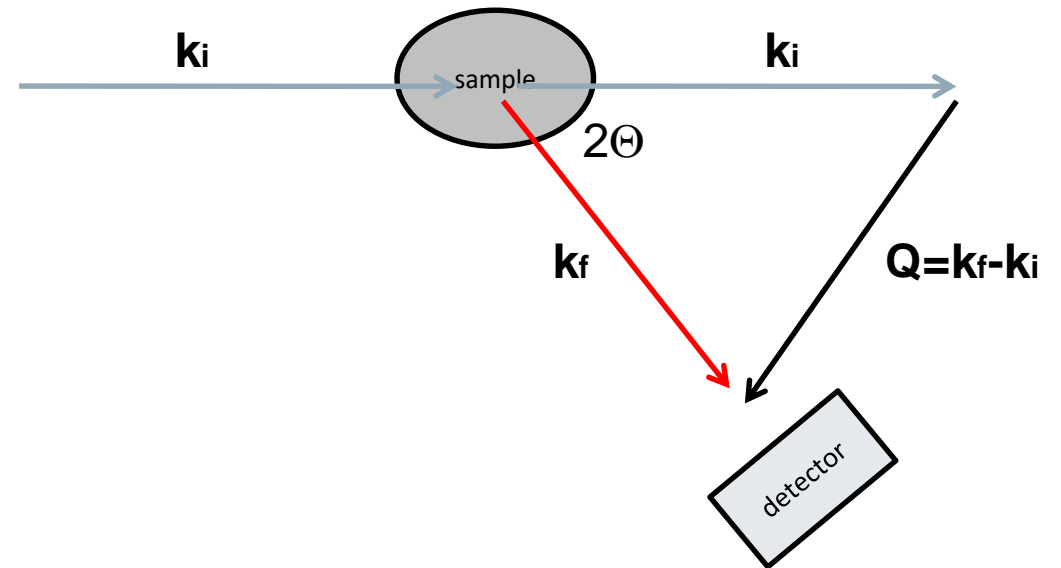 ki
ki
sample
2Θ
kf
Q=kf-ki
detector